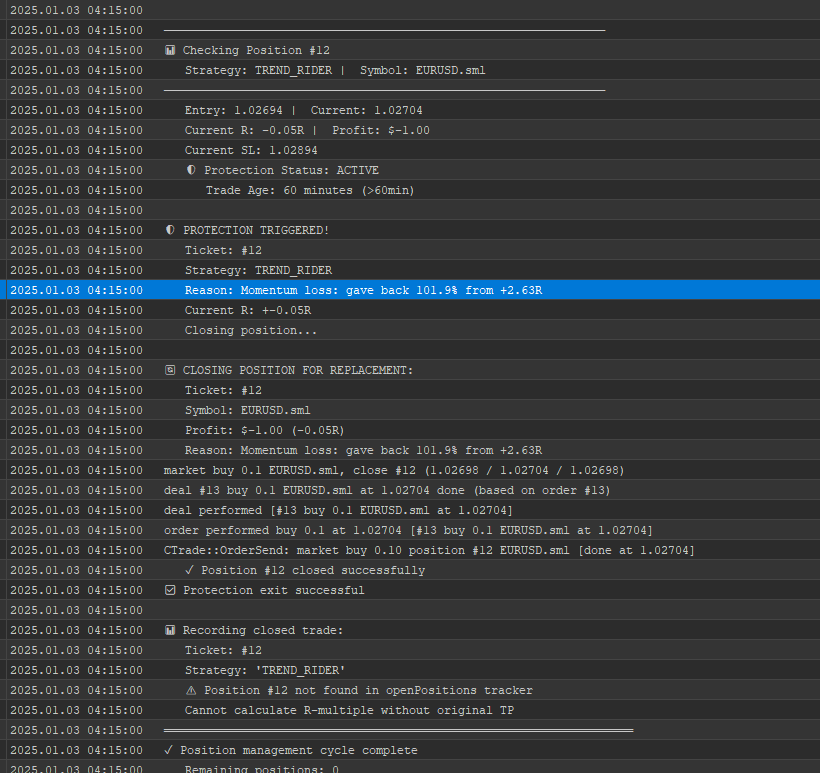 2025.01.03 04:15:00
2025.01.03 04:15:00
2025.01.03 04:15:00 📊 Checking Position #12
2025.01.03 04:15:00 Strategy: TREND_RIDER | Symbol: EURUSD.sml
2025.01.03 04:15:00
2025.01.03 04:15:00 Entry: 1.02694 | Current: 1.02704
2025.01.03 04:15:00 Current R: -0.05R | Profit: $-1.00
2025.01.03 04:15:00 Current SL: 1.02894
2025.01.03 04:15:00 🛡 Protection Status: ACTIVE
2025.01.03 04:15:00 Trade Age: 60 minutes (>60min)
2025.01.03 04:15:00
2025.01.03 04:15:00 🛡 PROTECTION TRIGGERED!
2025.01.03 04:15:00 Ticket: #12
2025.01.03 04:15:00 Strategy: TREND_RIDER
2025.01.03 04:15:00 Reason: Momentum loss: gave back 101.9% from +2.63R
2025.01.03 04:15:00 Current R: +-0.05R
2025.01.03 04:15:00 Closing position...
2025.01.03 04:15:00
2025.01.03 04:15:00 🔄 CLOSING POSITION FOR REPLACEMENT:
2025.01.03 04:15:00 Ticket: #12
2025.01.03 04:15:00 Symbol: EURUSD.sml
2025.01.03 04:15:00 Profit: $-1.00 (-0.05R)
2025.01.03 04:15:00 Reason: Momentum loss: gave back 101.9% from +2.63R
2025.01.03 04:15:00 market buy 0.1 EURUSD.sml, close #12 (1.02698 / 1.02704 / 1.02698)
2025.01.03 04:15:00 deal #13 buy 0.1 EURUSD.sml at 1.02704 done (based on order #13)
2025.01.03 04:15:00 deal performed [#13 buy 0.1 EURUSD.sml at 1.02704]
2025.01.03 04:15:00 order performed buy 0.1 at 1.02704 [#13 buy 0.1 EURUSD.sml at 1.02704]
2025.01.03 04:15:00 CTrade::OrderSend: market buy 0.10 position #12 EURUSD.sml [done at 1.02704]
2025.01.03 04:15:00 ✓ Position #12 closed successfully
2025.01.03 04:15:00 ☑ Protection exit successful
2025.01.03 04:15:00
2025.01.03 04:15:00 📊 Recording closed trade:
2025.01.03 04:15:00 Ticket: #12
2025.01.03 04:15:00 Strategy: 'TREND_RIDER'
2025.01.03 04:15:00 ⚠ Position #12 not found in openPositions tracker
2025.01.03 04:15:00 Cannot calculate R-multiple without original TP
2025.01.03 04:15:00
2025.01.03 04:15:00 ✓ Position management cycle complete
2025.01.03 04:15:00 Remaining positions: 0